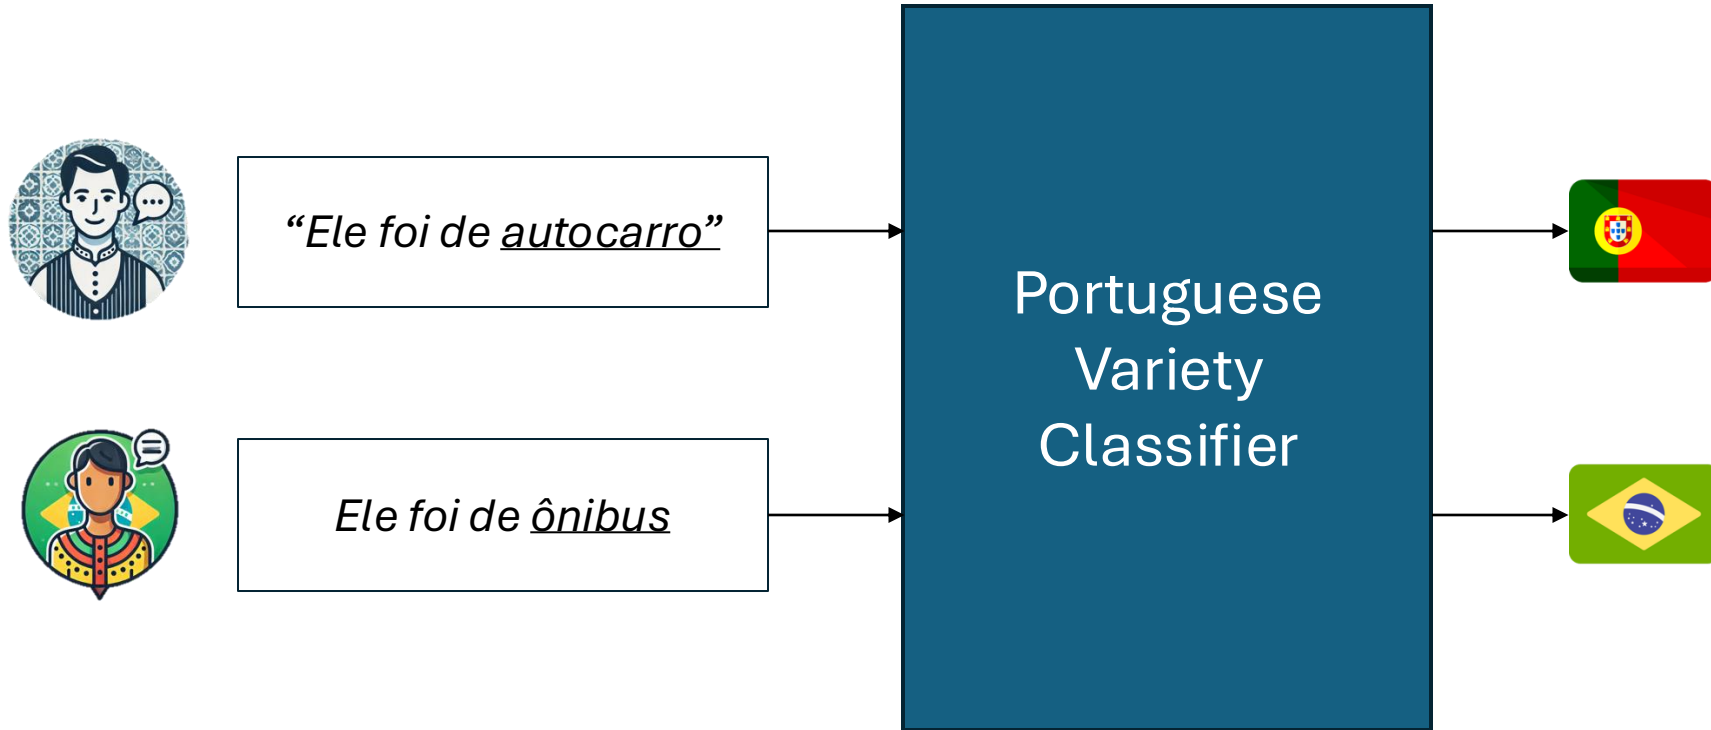 “Ele foi de autocarro”
Ele foi de ônibus
Portuguese
Variety
Classifier